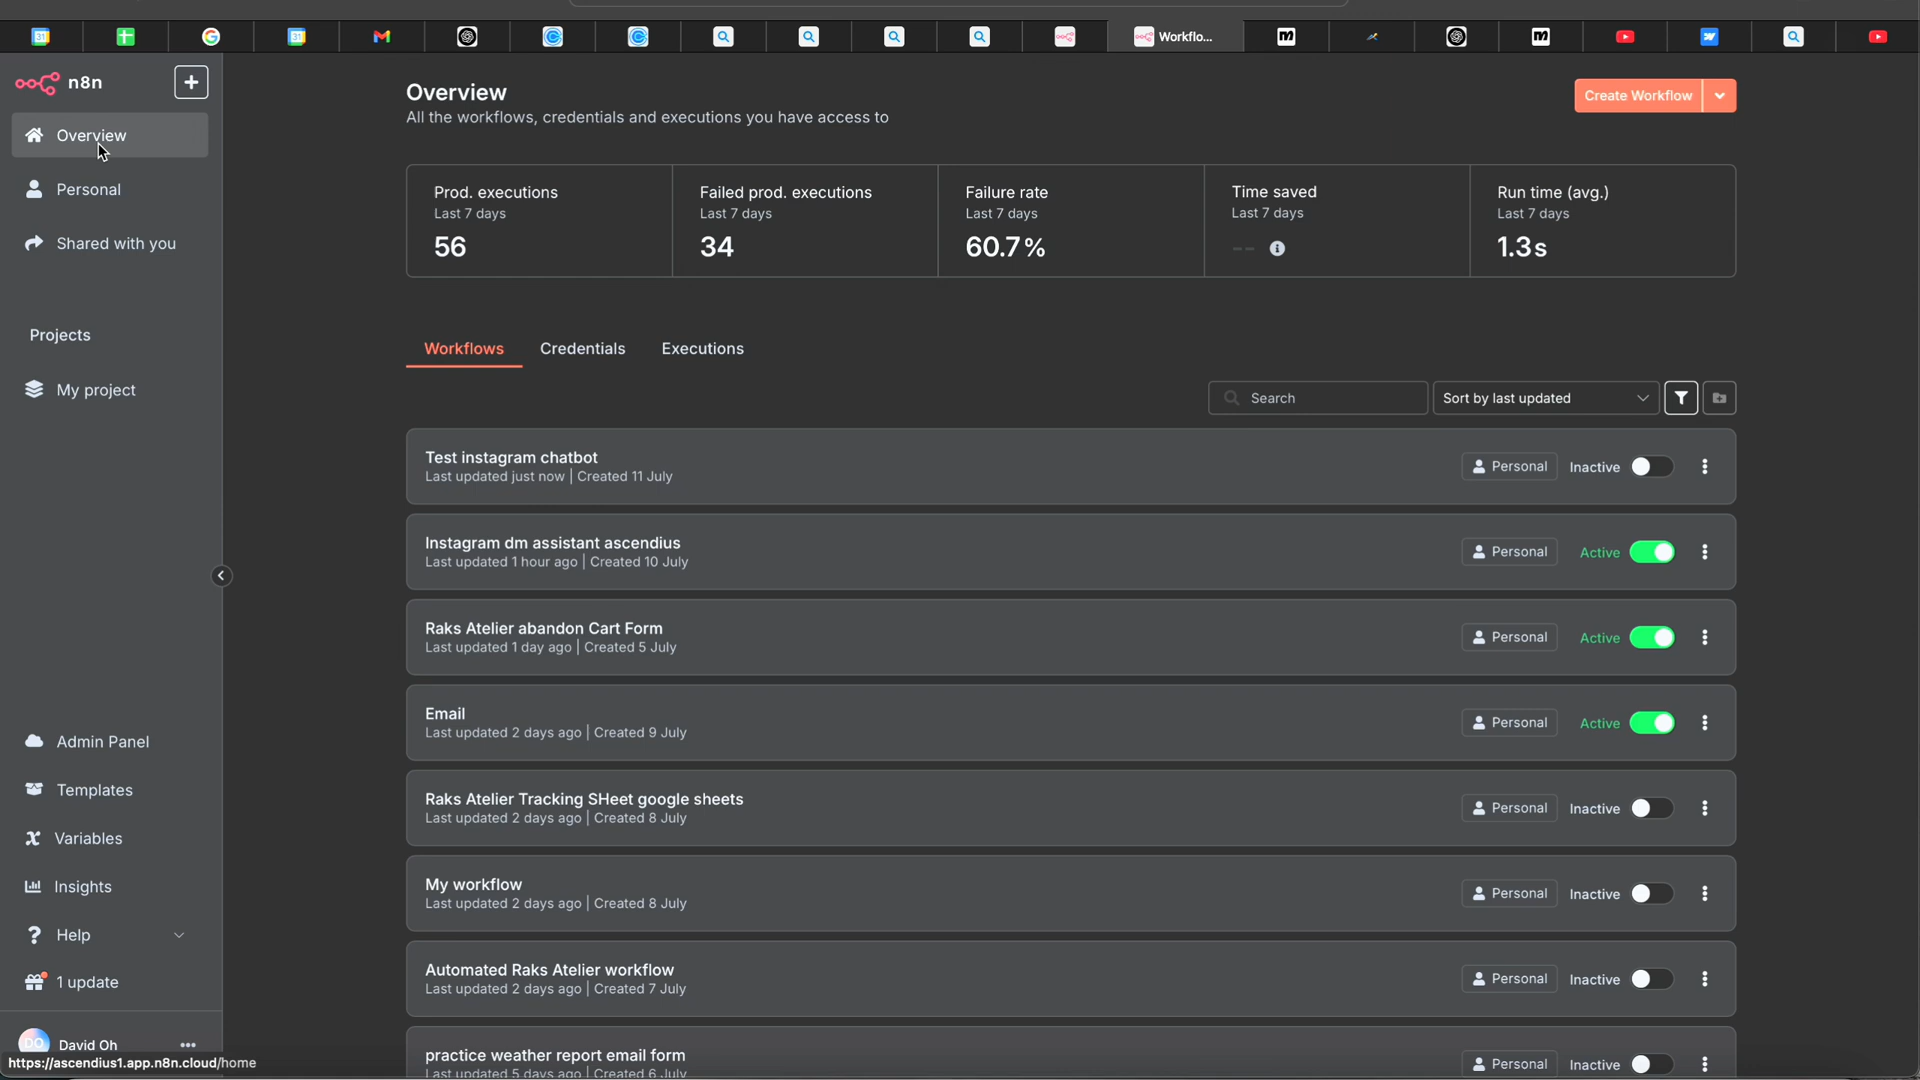 Workflo...
n8n
Overview
Personal
Shared with you
Projects
My project
Admin Panel
Templates
Variables
Insights
Help
1 update
David Oh
https://ascendius1.app.n8n.cloud/home
Overview
All the workflows, credentials and executions you have access to
Create Workflow
Prod. executions
Last 7 days
56
Failed prod. executions
Last 7 days
34
Failure rate
Last 7 days
60.7%
Time saved
Last 7 days
--
Run time (avg.)
Last 7 days
1.3s
Workflows Credentials Executions
Search
Sort by last updated
Test instagram chatbot
Last updated just now | Created 11 July
Personal Inactive
Instagram dm assistant ascendius
Last updated 1 hour ago | Created 10 July
Personal Active
Raks Atelier abandon Cart Form
Last updated 1 day ago | Created 5 July
Personal Active
Email
Last updated 2 days ago | Created 9 July
Personal Active
Raks Atelier Tracking SHeet google sheets
Last updated 2 days ago | Created 8 July
Personal Inactive
My workflow
Last updated 2 days ago | Created 8 July
Personal Inactive
Automated Raks Atelier workflow
Last updated 2 days ago | Created 7 July
Personal Inactive
practice weather report email form
Last updated 5 days ago | Created 6 July
Personal Inactive